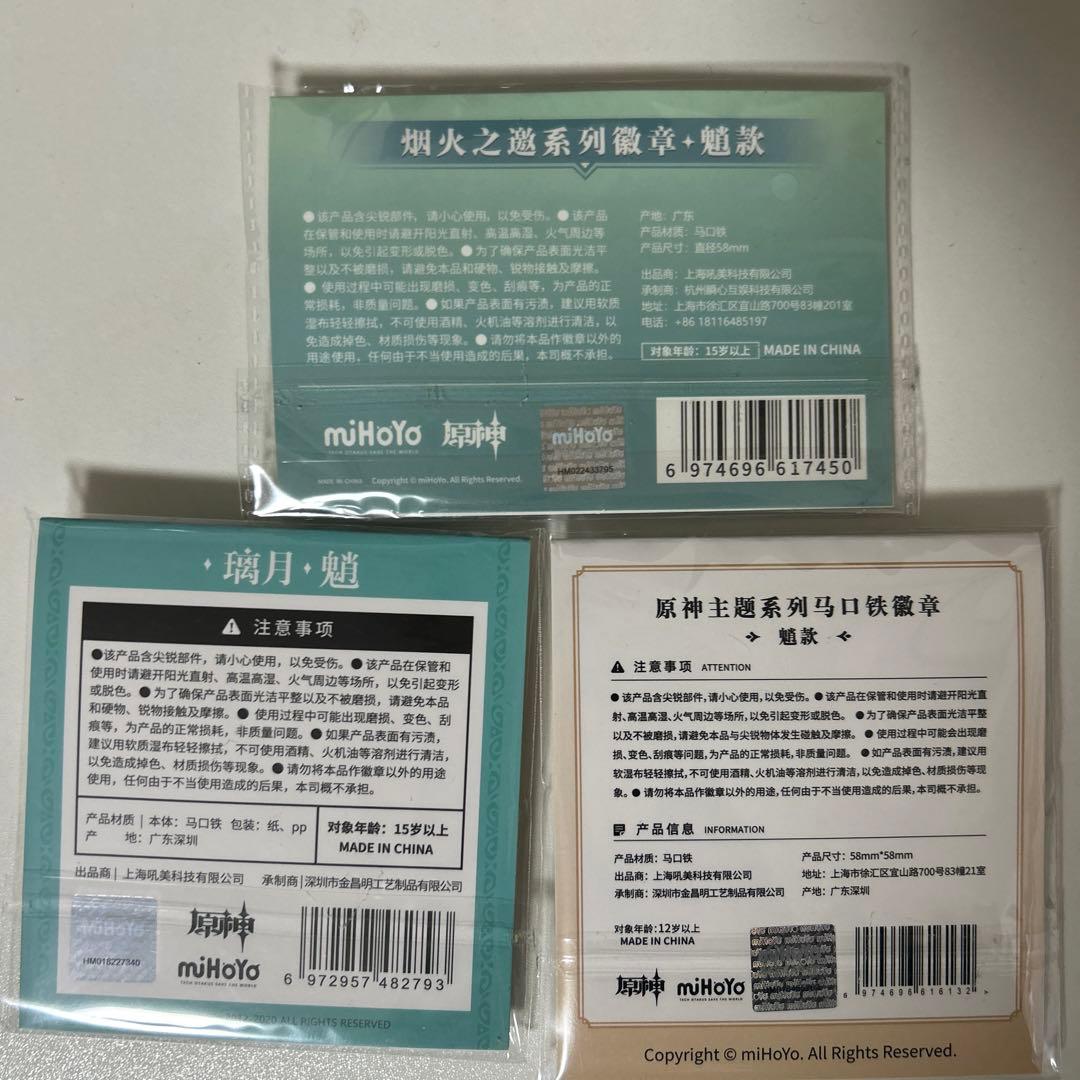 烟火之邀系列徽章✦魈款
●该产品含尖锐部件，请小心使用，以免受伤。●该产品
在保管和使用时请避开阳光直射、高温高湿、火气周边等
场所，以免引起变形或脱色。●为了确保产品表面光洁平
整以及不被磨损，请避免本品和硬物、锐物接触及摩擦。
● 使用过程中可能出现磨损、变色、刮痕等，为产品的正
常损耗，非质量问题。●如果产品表面有污渍，建议用软质
湿布轻轻擦拭，不可使用酒精、火机油等溶剂进行清洁，以
免造成掉色、材质损伤等现象。●请勿将本品作徽章以外的
用途使用，任何由于不当使用造成的后果，本司概不承担。
产地：广东
产品材质：马口铁
产品尺寸：直径58mm
出品商：上海吼美科技有限公司
承制商：杭州瞬心互娱科技有限公司
地址：上海市徐汇区宜山路700号83幢201室
电话：+86 18116485197
对象年龄：15岁以上 MADE IN CHINA
miHoYo 原神
TECH OTAKUS SAVE THE WORLD
MADE IN CHINA Copyright © miHoYo. All Rights Reserved.
miHoYo
HM022433795
6 974696 617450
璃月✦魈
注意事项
●该产品含尖锐部件，请小心使用，以免受伤。●该产品在保管和
使用时请避开阳光直射、高温高湿、火气周边等场所，以免引起变形
或脱色。●为了确保产品表面光洁平整以及不被磨损，请避免本品
和硬物、锐物接触及摩擦。● 使用过程中可能出现磨损、变色、刮
痕等，为产品的正常损耗，非质量问题。●如果产品表面有污渍，
建议用软质湿布轻轻擦拭，不可使用酒精、火机油等溶剂进行清洁，
以免造成掉色、材质损伤等现象。●请勿将本品作徽章以外的用途
使用，任何由于不当使用造成的后果，本司概不承担。
产品材质｜本体：马口铁 包装：纸、pp
产 地：广东深圳
对象年龄：15岁以上
MADE IN CHINA
出品商｜上海吼美科技有限公司 承制商｜深圳市金昌明工艺制品有限公司
HM018227340
原神
miHoYo
TECH OTAKUS SAVE THE WORLD
6 972957 482793
2012-2020 ALL RIGHTS RESERVED
原神主题系列马口铁徽章
魈款
注意事项 ATTENTION
● 该产品含尖锐部件,请小心使用,以免受伤。● 该产品在保管和使用时请避开阳光直
射、高温高湿、火气周边等场所,以免引起变形或脱色。 ●为了确保产品表面光洁平整
以及不被磨损,请避免本品与尖锐物体发生碰触及摩擦。 ● 使用过程中可能会出现磨
损、变色、刮痕等问题,为产品的正常损耗,非质量问题。 ● 如产品表面有污渍,建议用
软湿布轻轻擦拭,不可使用酒精、火机油等溶剂进行清洁,以免造成掉色、材质损伤等现
象。● 请勿将本品作徽章以外的用途,任何由于不当使用造成的后果,本司概不承担。
产品信息 INFORMATION
产品材质：马口铁
出品商：上海吼美科技有限公司
承制商：深圳市金昌明工艺制品有限公司
产品尺寸：58mm*58mm
地址：上海市徐汇区宜山路700号83幢21室
产地：广东深圳
对象年龄：12岁以上
MADE IN CHINA
原神 miHoYo
TECH OTAKUS SAVE THE WORLD
6 974696 616132 >
Copyright © miHoYo. All Rights Reserved.